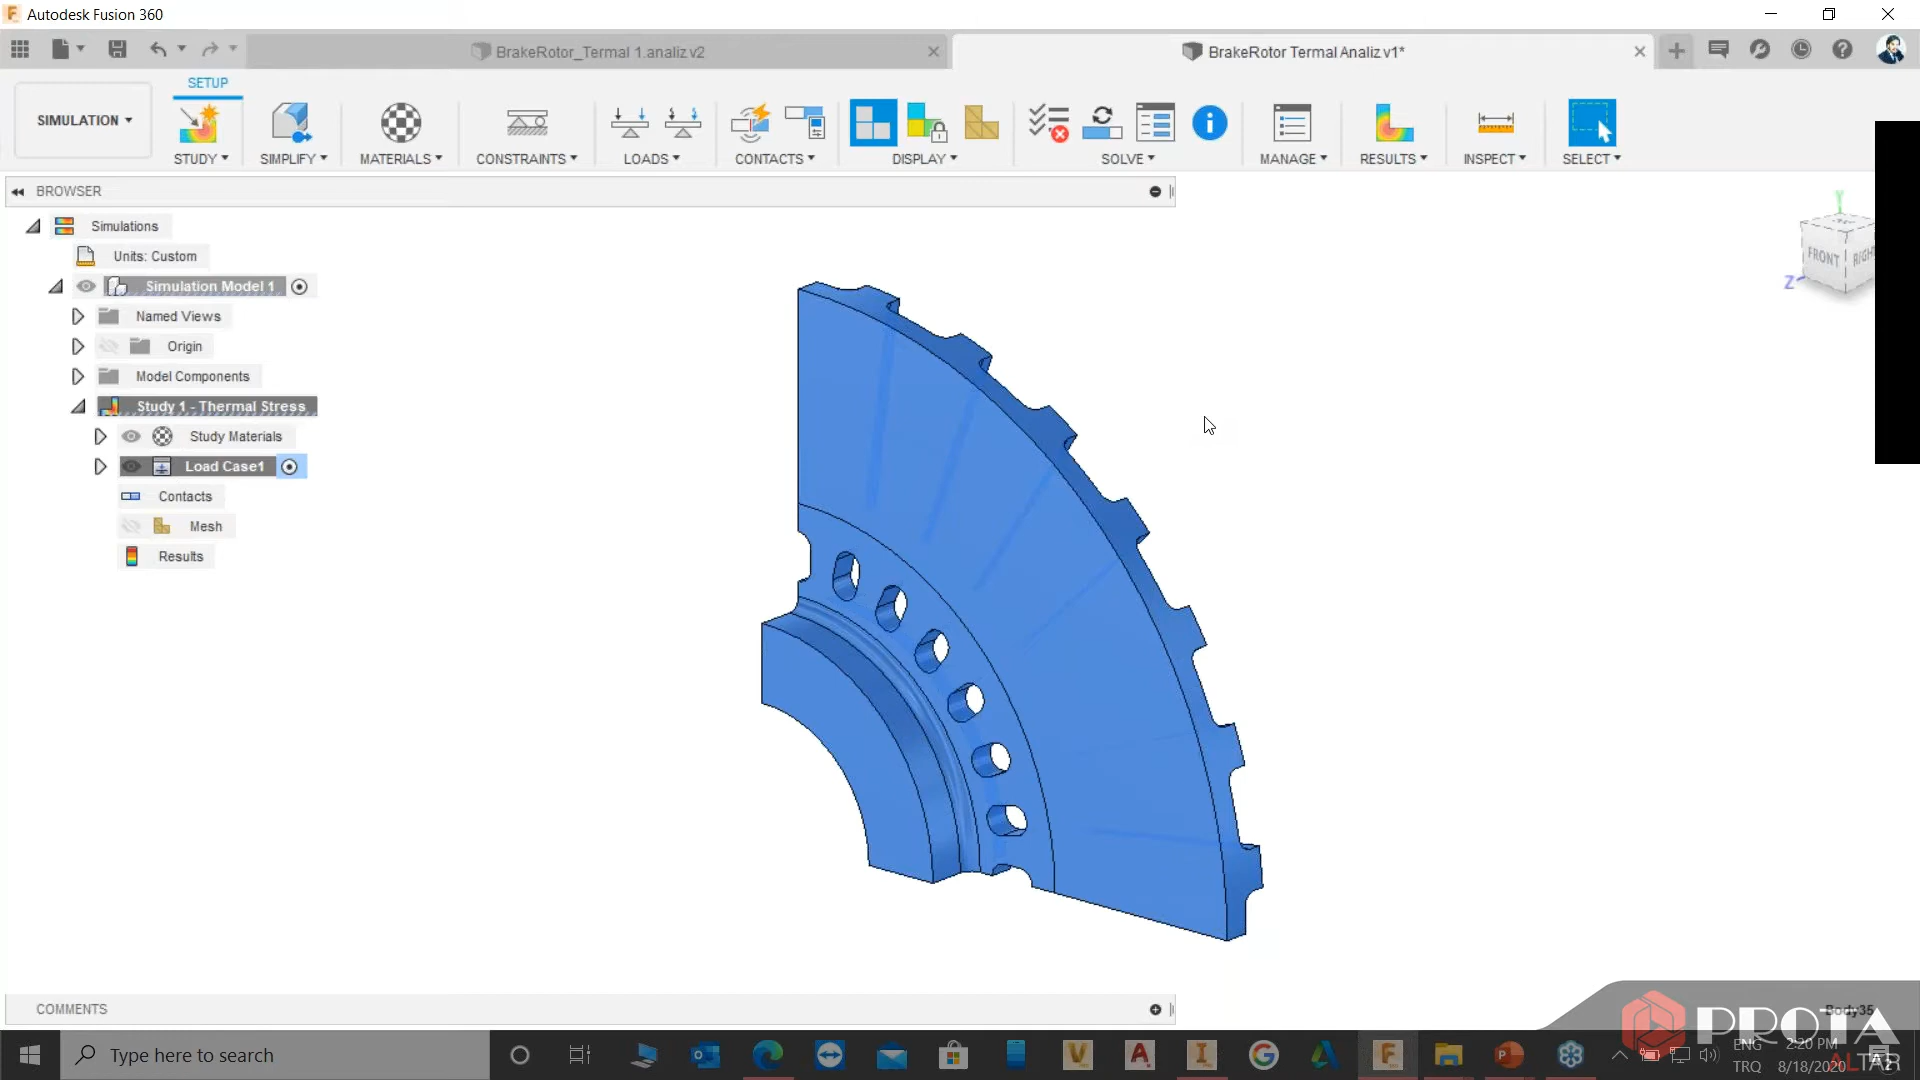 Autodesk Fusion 360
BrakeRotor_Termal 1.analiz v2
BrakeRotor Termal Analiz v1*
SETUP
SIMULATION
STUDY
SIMPLIFY
MATERIALS
CONSTRAINTS
LOADS
CONTACTS
DISPLAY
SOLVE
MANAGE
RESULTS
INSPECT
SELECT
BROWSER
Simulations
Units: Custom
Simulation Model 1
Named Views
Origin
Model Components
Study 1 - Thermal Stress
Study Materials
Load Case1
Contacts
Mesh
Results
Y
FRONT
RIGH
Z
COMMENTS
Body35
PROTA
Type here to search
ENG
2:20 PM
TRQ
8/18/2020
ALTAR